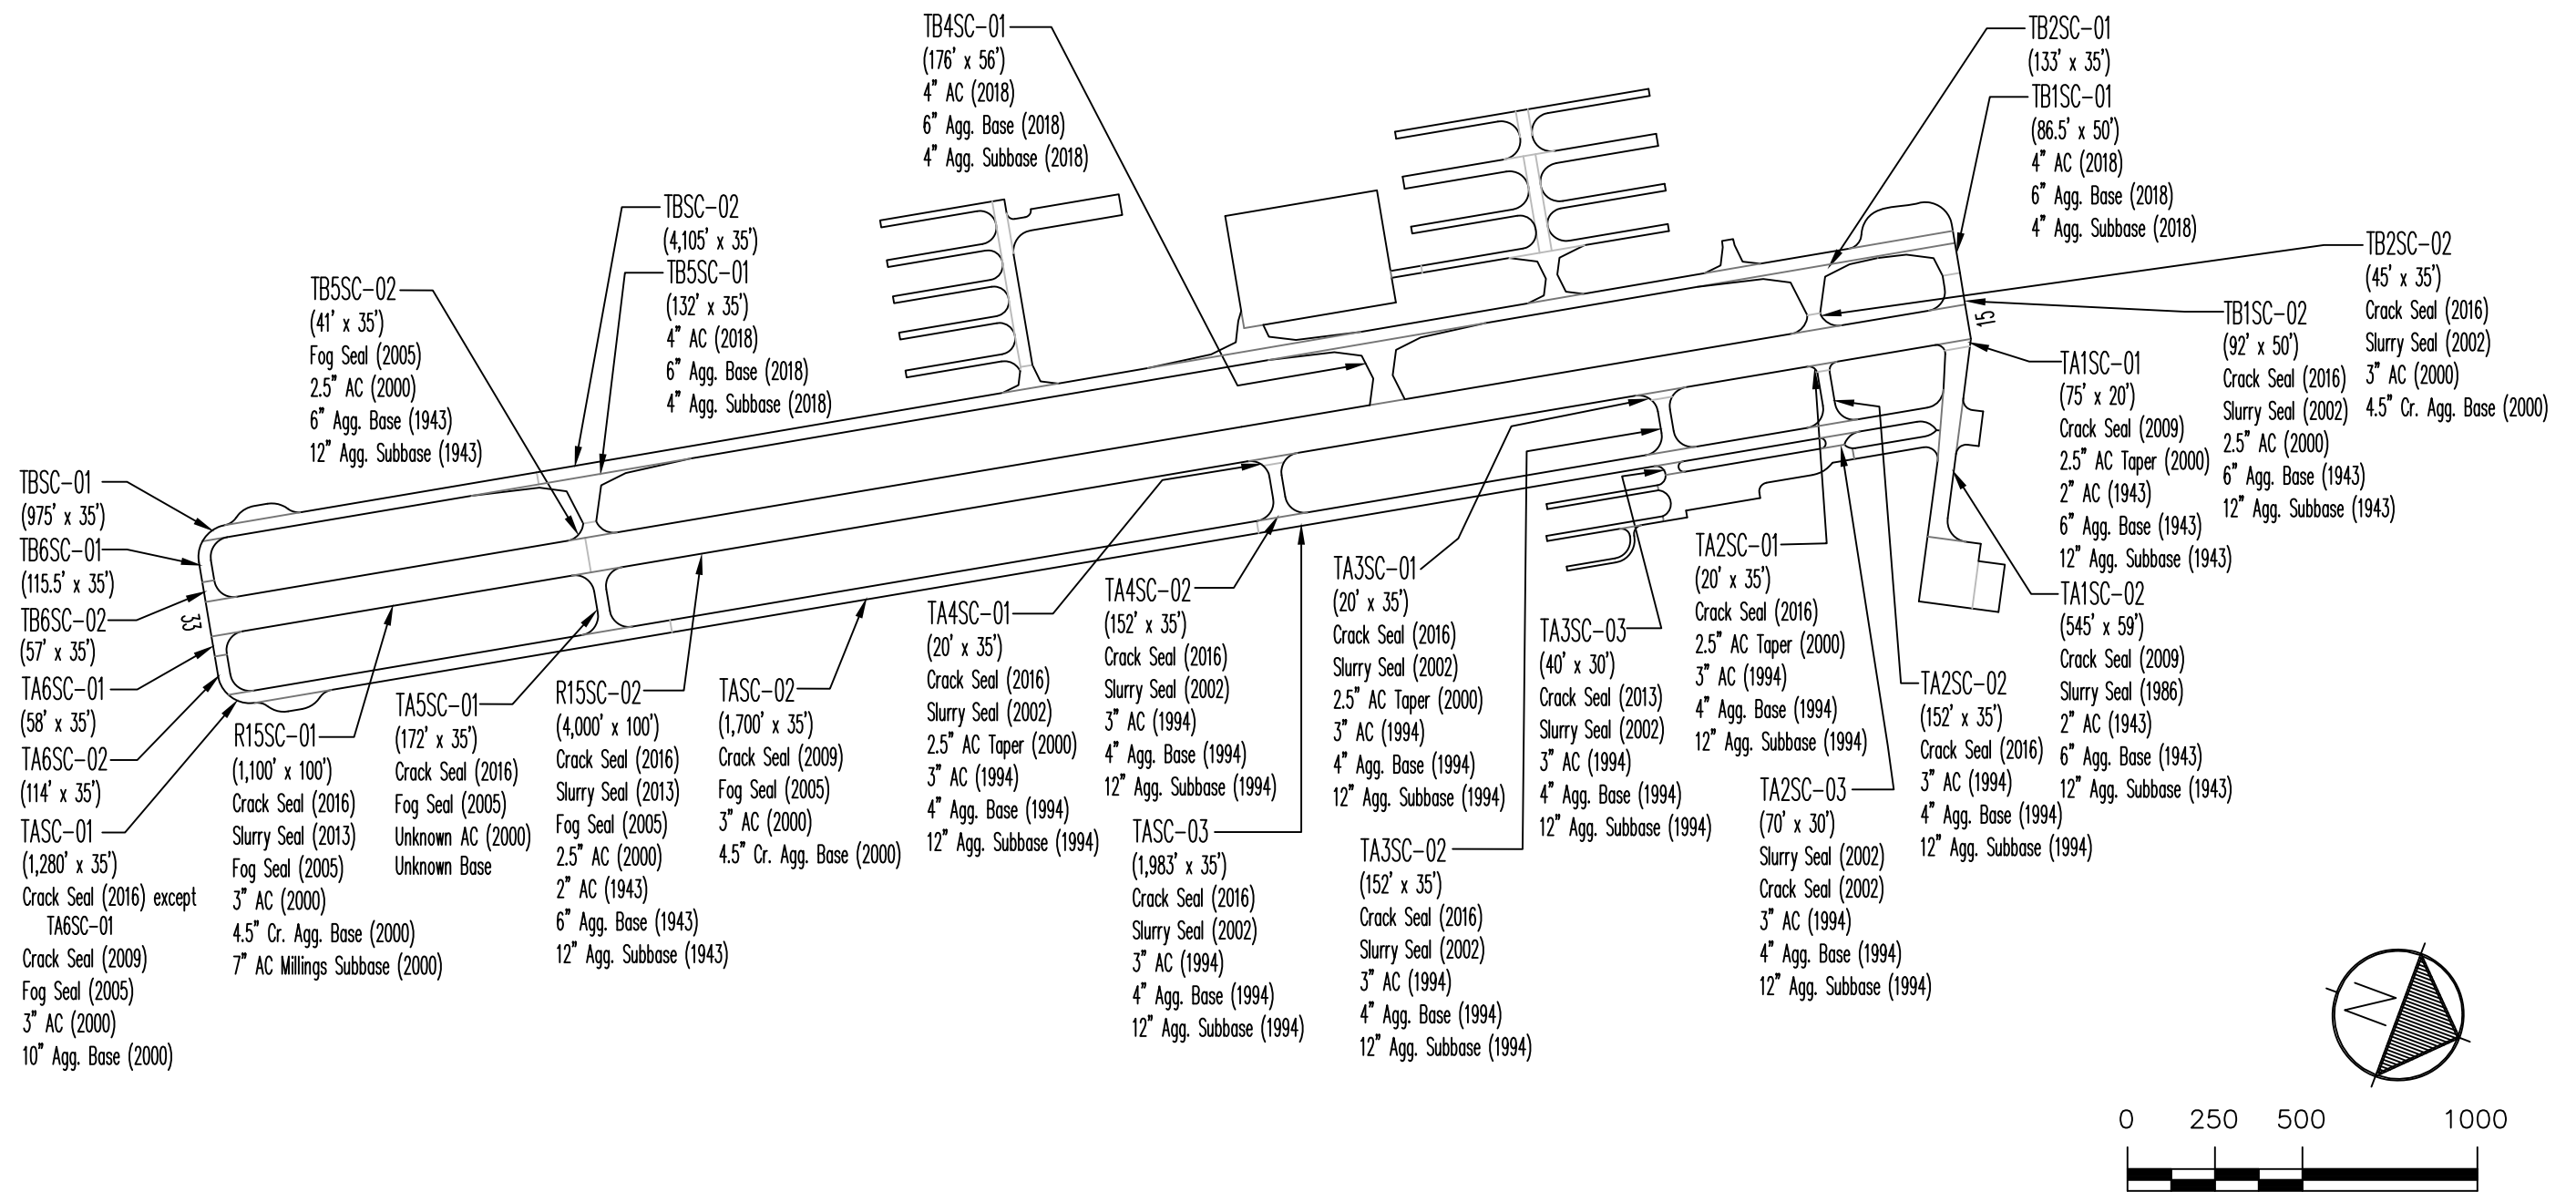 TB4SC-01
(176' x 56')
4" AC (2018)
6" Agg. Base (2018)
4" Agg. Subbase (2018)
TB2SC-01
(133' x 35')
TB1SC-01
(86.5' x 50')
4" AC (2018)
6" Agg. Base (2018)
4" Agg. Subbase (2018)
TBSC-02
(4,105' x 35')
TB5SC-01
(132' x 35')
4" AC (2018)
6" Agg. Base (2018)
4" Agg. Subbase (2018)
TB5SC-02
(41' x 35')
Fog Seal (2005)
2.5" AC (2000)
6" Agg. Base (1943)
12" Agg. Subbase (1943)
TB2SC-02
(45' x 35')
Crack Seal (2016)
Slurry Seal (2002)
3" AC (2000)
4.5" Cr. Agg. Base (2000)
TB1SC-02
(92' x 50')
Crack Seal (2016)
Slurry Seal (2002)
2.5" AC (2000)
6" Agg. Base (1943)
12" Agg. Subbase (1943)
15
TA1SC-01
(75' x 20')
Crack Seal (2009)
2.5" AC Taper (2000)
2" AC (1943)
6" Agg. Base (1943)
12" Agg. Subbase (1943)
TA1SC-02
(545' x 59')
Crack Seal (2009)
Slurry Seal (1986)
2" AC (1943)
6" Agg. Base (1943)
12" Agg. Subbase (1943)
TBSC-01
(975' x 35')
TB6SC-01
(115.5' x 35')
TB6SC-02
(57' x 35')
33
TA6SC-01
(58' x 35')
TA6SC-02
(114' x 35')
TASC-01
(1,280' x 35')
Crack Seal (2016) except
TA6SC-01
Crack Seal (2009)
Fog Seal (2005)
3" AC (2000)
10" Agg. Base (2000)
R15SC-01
(1,100' x 100')
Crack Seal (2016)
Slurry Seal (2013)
Fog Seal (2005)
3" AC (2000)
4.5" Cr. Agg. Base (2000)
7" AC Millings Subbase (2000)
TA5SC-01
(172' x 35')
Crack Seal (2016)
Fog Seal (2005)
Unknown AC (2000)
Unknown Base
R15SC-02
(4,000' x 100')
Crack Seal (2016)
Slurry Seal (2013)
Fog Seal (2005)
2.5" AC (2000)
2" AC (1943)
6" Agg. Base (1943)
12" Agg. Subbase (1943)
TASC-02
(1,700' x 35')
Crack Seal (2009)
Fog Seal (2005)
3" AC (2000)
4.5" Cr. Agg. Base (2000)
TA4SC-01
(20' x 35')
Crack Seal (2016)
Slurry Seal (2002)
2.5" AC Taper (2000)
3" AC (1994)
4" Agg. Base (1994)
12" Agg. Subbase (1994)
TA4SC-02
(152' x 35')
Crack Seal (2016)
Slurry Seal (2002)
3" AC (1994)
4" Agg. Base (1994)
12" Agg. Subbase (1994)
TASC-03
(1,983' x 35')
Crack Seal (2016)
Slurry Seal (2002)
3" AC (1994)
4" Agg. Base (1994)
12" Agg. Subbase (1994)
TA3SC-01
(20' x 35')
Crack Seal (2016)
Slurry Seal (2002)
2.5" AC Taper (2000)
3" AC (1994)
4" Agg. Base (1994)
12" Agg. Subbase (1994)
TA3SC-02
(152' x 35')
Crack Seal (2016)
Slurry Seal (2002)
3" AC (1994)
4" Agg. Base (1994)
12" Agg. Subbase (1994)
TA3SC-03
(40' x 30')
Crack Seal (2013)
Slurry Seal (2002)
3" AC (1994)
4" Agg. Base (1994)
12" Agg. Subbase (1994)
TA2SC-01
(20' x 35')
Crack Seal (2016)
2.5" AC Taper (2000)
3" AC (1994)
4" Agg. Base (1994)
12" Agg. Subbase (1994)
TA2SC-03
(70' x 30')
Slurry Seal (2002)
Crack Seal (2002)
3" AC (1994)
4" Agg. Base (1994)
12" Agg. Subbase (1994)
TA2SC-02
(152' x 35')
Crack Seal (2016)
3" AC (1994)
4" Agg. Base (1994)
12" Agg. Subbase (1994)
N
0 250 500 1000